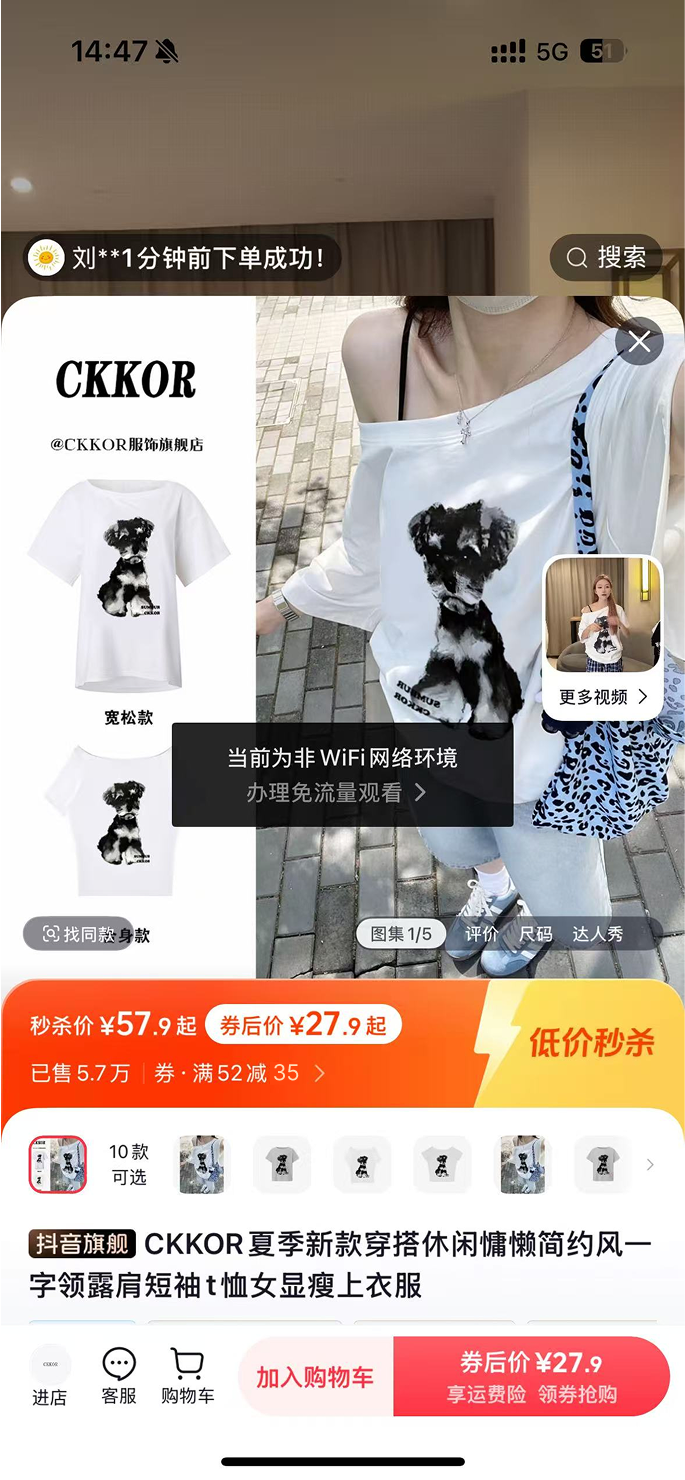 14:47
5G
51
刘**1分钟前下单成功！
搜索
CKKOR
@CKKOR服饰旗舰店
SUMUUR
CKKOR
宽松款
更多视频
当前为非WiFi网络环境
办理免流量观看
找同款
身款
图集1/5
评价
尺码
达人秀
秒杀价¥57.9起
券后价¥27.9起
低价秒杀
已售5.7万
券·满52减35
10款
可选
抖音旗舰 CKKOR夏季新款穿搭休闲慵懒简约风一
字领露肩短袖t恤女显瘦上衣服
进店
客服
购物车
加入购物车
券后价¥27.9
享运费险 领券抢购